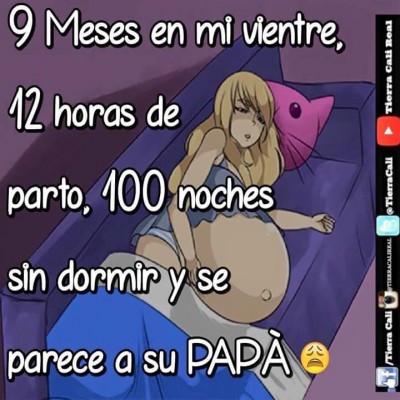 9 Meses en mi vientre,
12 horas de
parto, 100 noches
sin dormir y se
parece a su PAPÀ 😩
Tierra Cali Real
@TierraCali
@TIERRACALIREAL
/Tierra Cali